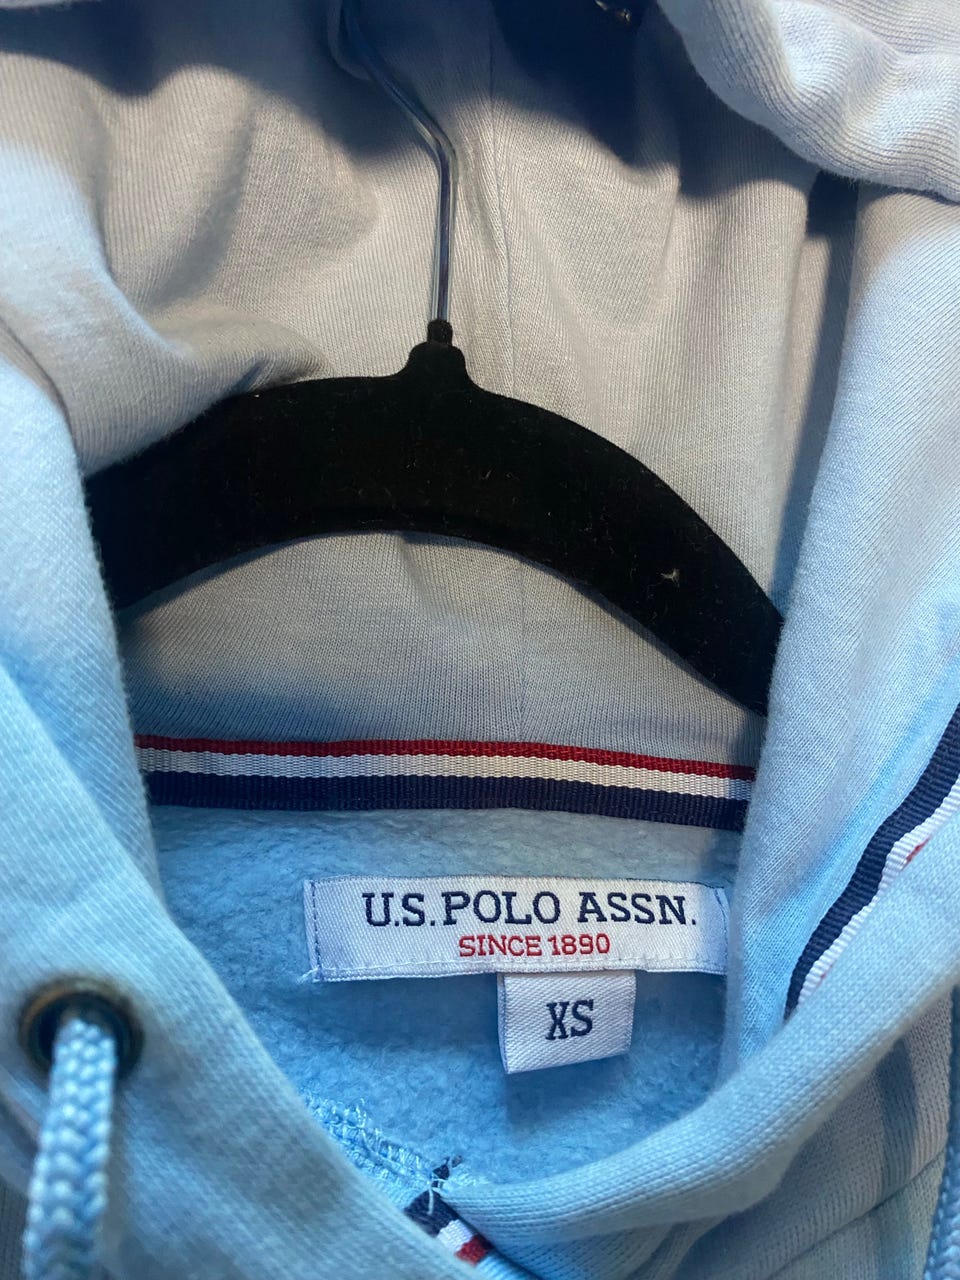 U.S. POLO ASSN.
SINCE 1890
XS